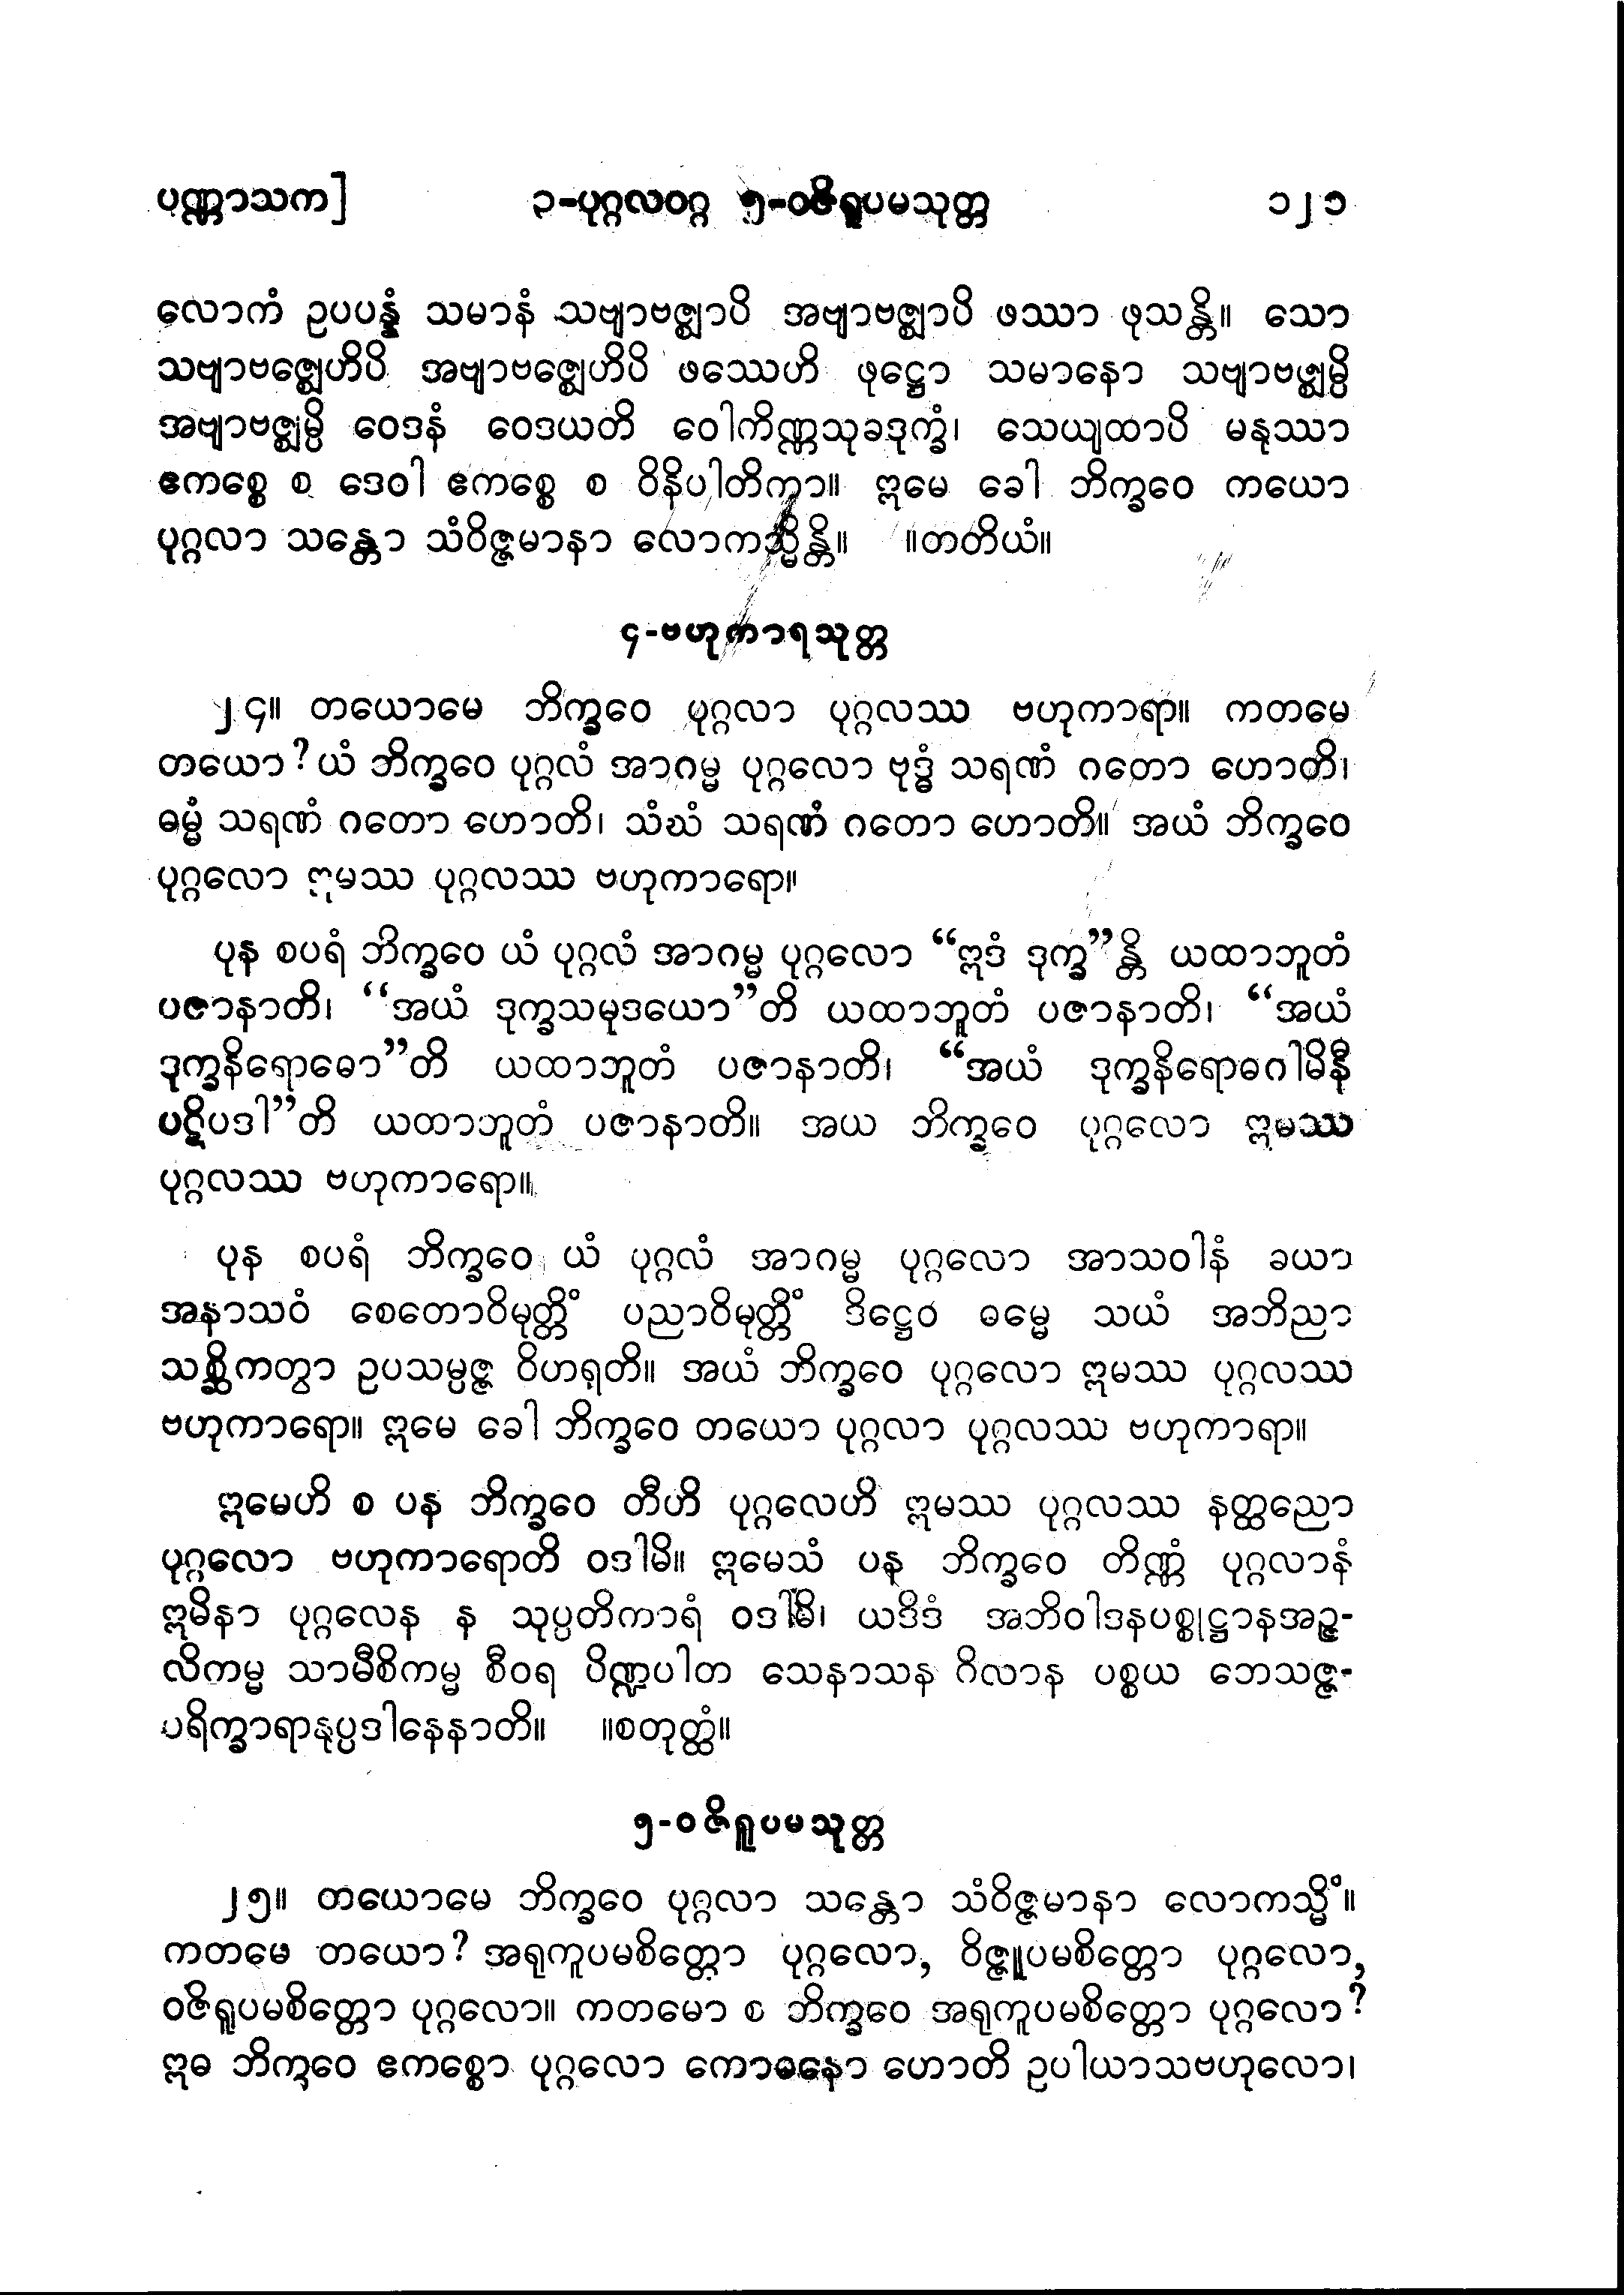 ပဏ္ဏာသက] ၃-ပုဂ္ဂလဝဂ္ဂ ၅-ဝဇိရူပမသုတ္တ ၁၂၁
လောကံ ဥပပန္နံ သမာနံ သဗျာဗဇ္ဈာပိ အဗျာဗဇ္ဈာပိ ဖဿာ ဖုသန္တိ။ သော
သဗျာဗဇ္ဈေဟိပိ အဗျာဗဇ္ဈေဟိပိ ဖဿေဟိ ဖုဋ္ဌော သမာနော သဗျာဗဇ္ဈမ္ပိ
အဗျာဗဇ္ဈမ္ပိ ဝေဒနံ ဝေဒယတိ ဝေါကိဏ္ဏသုခဒုက္ခံ၊ သေယျထာပိ မနုဿာ
ဧကစ္စေ စ ဒေဝါ ဧကစ္စေ စ ဝိနိပါတိကာ။ ဣမေ ခေါ ဘိက္ခဝေ ကယော
ပုဂ္ဂလာ သန္တော သံဝိဇ္ဇမာနာ လောကသ္မိန္တိ။ ။တတိယံ။
၄-ဗဟုကာရသုတ္တ
၂၄။ တယောမေ ဘိက္ခဝေ ပုဂ္ဂလာ ပုဂ္ဂလဿ ဗဟုကာရာ။ ကတမေ
တယော? ယံ ဘိက္ခဝေ ပုဂ္ဂလံ အာဂမ္မ ပုဂ္ဂလော ဗုဒ္ဓံ သရဏံ ဂတော ဟောတိ၊
ဓမ္မံ သရဏံ ဂတော ဟောတိ၊ သံဃံ သရဏံ ဂတော ဟောတိ။ အယံ ဘိက္ခဝေ
ပုဂ္ဂလော ဣမဿ ပုဂ္ဂလဿ ဗဟုကာရော။
ပုန စပရံ ဘိက္ခဝေ ယံ ပုဂ္ဂလံ အာဂမ္မ ပုဂ္ဂလော “ဣဒံ ဒုက္ခ”န္တိ ယထာဘူတံ
ပဇာနာတိ၊ “အယံ ဒုက္ခသမုဒယော”တိ ယထာဘူတံ ပဇာနာတိ၊ “အယံ
ဒုက္ခနိရောဓော”တိ ယထာဘူတံ ပဇာနာတိ၊ “အယံ ဒုက္ခနိရောဓဂါမိနီ
ပဋိပဒါ”တိ ယထာဘူတံ ပဇာနာတိ။ အယ ဘိက္ခဝေ ပုဂ္ဂလော ဣမဿ
ပုဂ္ဂလဿ ဗဟုကာရော။
ပုန စပရံ ဘိက္ခဝေ ယံ ပုဂ္ဂလံ အာဂမ္မ ပုဂ္ဂလော အာသဝါနံ ခယာ
အနာသဝံ စေတောဝိမုတ္တိံ ပညာဝိမုတ္တိံ ဒိဋ္ဌေဝ ဓမ္မေ သယံ အဘိညာ
သစ္ဆိကတွာ ဥပသမ္ပဇ္ဇ ဝိဟရတိ။ အယံ ဘိက္ခဝေ ပုဂ္ဂလော ဣမဿ ပုဂ္ဂလဿ
ဗဟုကာရော။ ဣမေ ခေါ ဘိက္ခဝေ တယော ပုဂ္ဂလာ ပုဂ္ဂလဿ ဗဟုကာရာ။
ဣမေဟိ စ ပန ဘိက္ခဝေ တီဟိ ပုဂ္ဂလေဟိ ဣမဿ ပုဂ္ဂလဿ နတ္ထညော
ပုဂ္ဂလော ဗဟုကာရောတိ ဝဒါမိ။ ဣမေသံ ပန ဘိက္ခဝေ တိဏ္ဏံ ပုဂ္ဂလာနံ
ဣမိနာ ပုဂ္ဂလေန န သုပ္ပတိကာရံ ဝဒါမိ၊ ယဒိဒံ အဘိဝါဒနပစ္စုဋ္ဌာနအဉ္ဇ-
လိကမ္မ သာမီစိကမ္မ စီဝရ ပိဏ္ဍပါတ သေနာသန ဂိလာန ပစ္စယ ဘေသဇ္ဇ-
ပရိက္ခာရာနုပ္ပဒါနေနာတိ။ ။စတုတ္ထံ။
၅-ဝဇိရူပမသုတ္တ
၂၅။ တယောမေ ဘိက္ခဝေ ပုဂ္ဂလာ သန္တော သံဝိဇ္ဇမာနာ လောကသ္မိံ။
ကတမေ တယော? အရုကူပမစိတ္တော ပုဂ္ဂလော, ဝိဇ္ဇူပမစိတ္တော ပုဂ္ဂလော,
ဝဇိရူပမစိတ္တော ပုဂ္ဂလော။ ကတမော စ ဘိက္ခဝေ အရုကူပမစိတ္တော ပုဂ္ဂလော?
ဣဓ ဘိက္ခဝေ ဧကစ္စော ပုဂ္ဂလော ကောဓနော ဟောတိ ဥပါယာသဗဟုလော၊